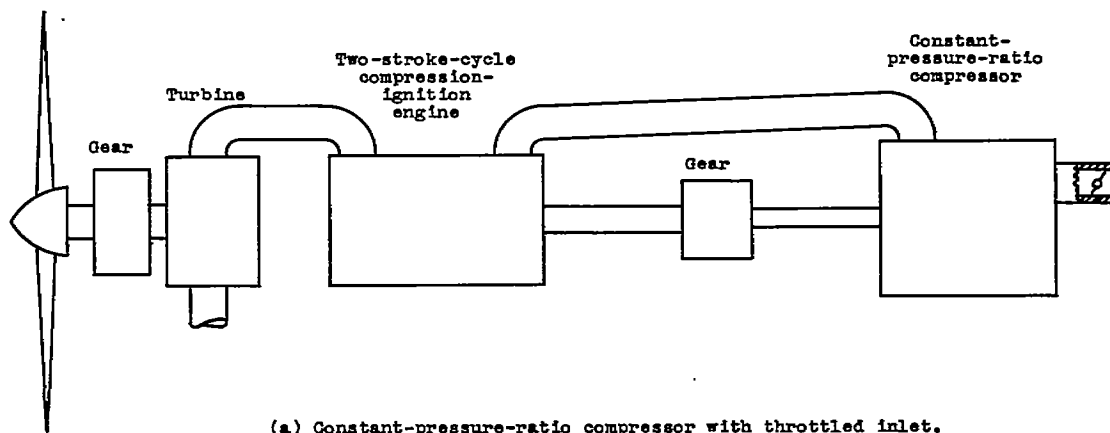 Constant-
pressure-ratio
compressor
Two-stroke-cycle
compression-
ignition
engine
Turbine
Gear
Gear
(a) Constant-pressure-ratio compressor with throttled inlet.